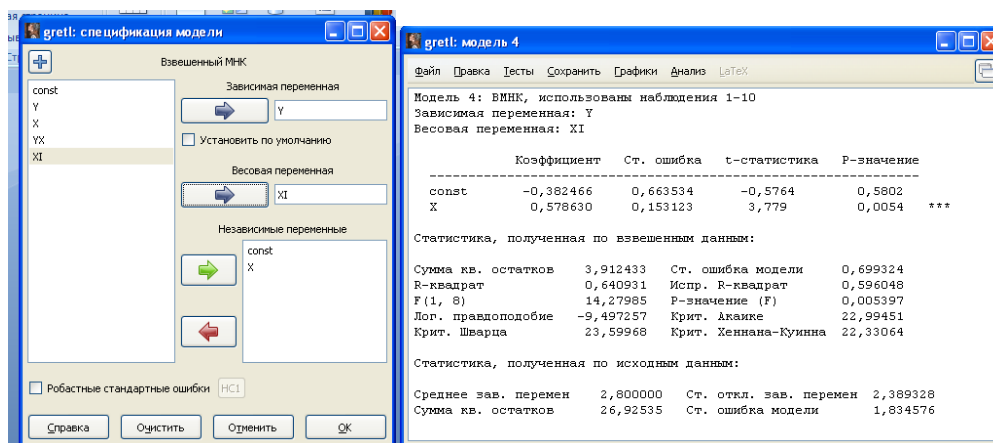 gretl: спецификация модели
Взвешенный МНК
const
Y
X
YX
XI
Зависимая переменная
Y
Установить по умолчанию
Весовая переменная
XI
Независимые переменные
const
X
Робастные стандартные ошибки HC1
Справка Очистить Отменить OK
gretl: модель 4
Файл Правка Тесты Сохранить Графики Анализ LaTeX
Модель 4: ВМНК, использованы наблюдения 1-10
Зависимая переменная: Y
Весовая переменная: XI
Коэффициент Ст. ошибка t-статистика P-значение
const -0,382466 0,663534 -0,5764 0,5802
X 0,578630 0,153123 3,779 0,0054 ***
Статистика, полученная по взвешенным данным:
Сумма кв. остатков 3,912433 Ст. ошибка модели 0,699324
R-квадрат 0,640931 Испр. R-квадрат 0,596048
F(1, 8) 14,27985 Р-значение (F) 0,005397
Лог. правдоподобие -9,497257 Крит. Акаике 22,99451
Крит. Шварца 23,59968 Крит. Хеннана-Куинна 22,33064
Статистика, полученная по исходным данным:
Среднее зав. перемен 2,800000 Ст. откл. зав. перемен 2,389328
Сумма кв. остатков 26,92535 Ст. ошибка модели 1,834576